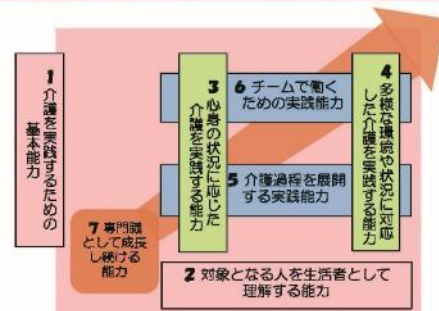 1 介護を実践するための
基本能力
3 心身の状況に応じた
介護を実践する能力
6 チームで働く
ための実践能力
4 多様な環境や状況に対応
した介護を実践する能力
5 介護過程を展開
する実践能力
7 専門職
として成長
し続ける
能力
2 対象となる人を生活者として
理解する能力